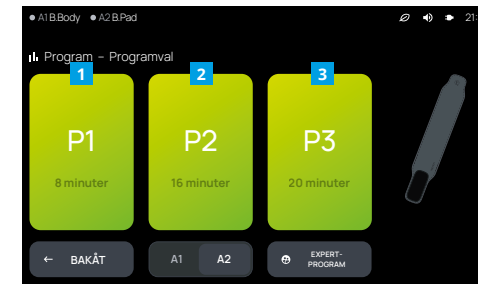 A1 B.Body A2 B.Pad 21:
Program – Programval
1 2 3
P1 P2 P3
8 minuter 16 minuter 20 minuter
← BAKÅT A1 A2 EXPERT-
PROGRAM